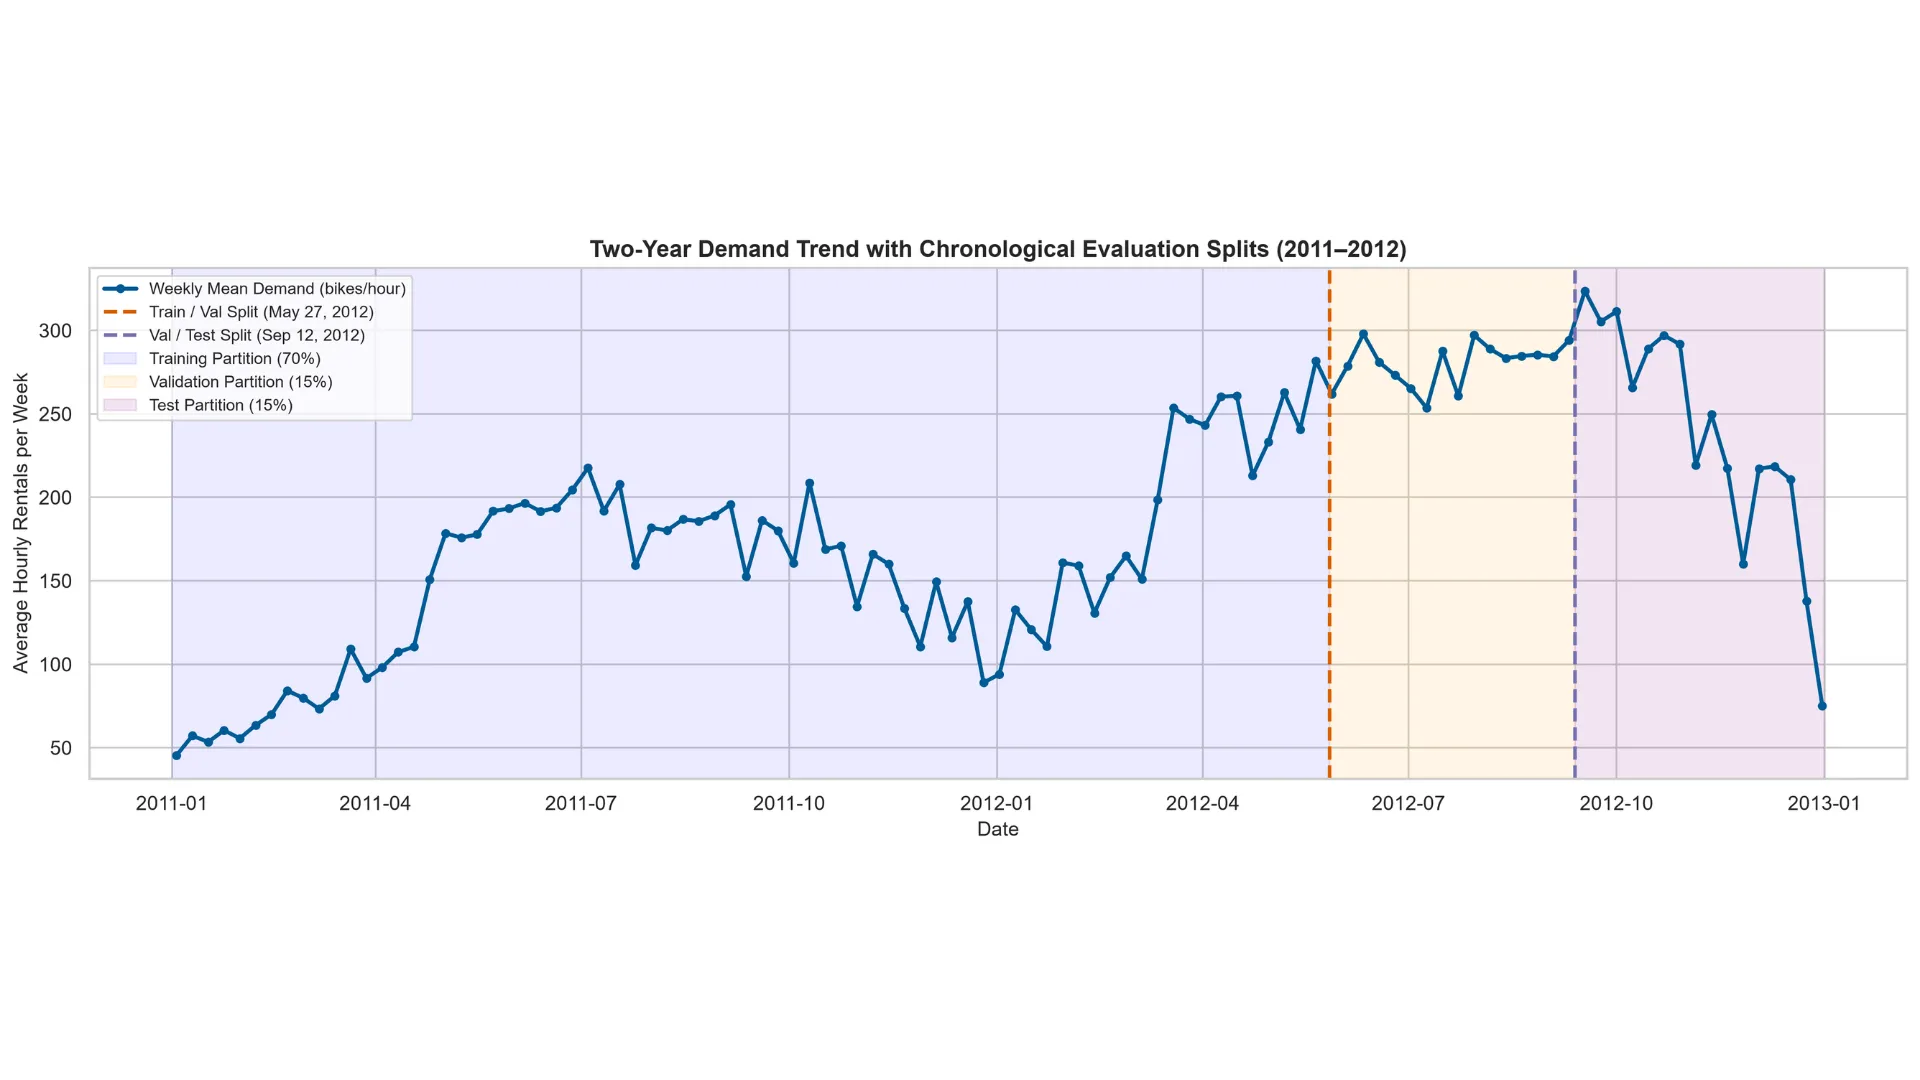 Two-Year Demand Trend with Chronological Evaluation Splits (2011–2012)
Weekly Mean Demand (bikes/hour)
Train / Val Split (May 27, 2012)
Val / Test Split (Sep 12, 2012)
Training Partition (70%)
Validation Partition (15%)
Test Partition (15%)
Average Hourly Rentals per Week
300
250
200
150
100
50
2011-01 2011-04 2011-07 2011-10 2012-01 2012-04 2012-07 2012-10 2013-01
Date